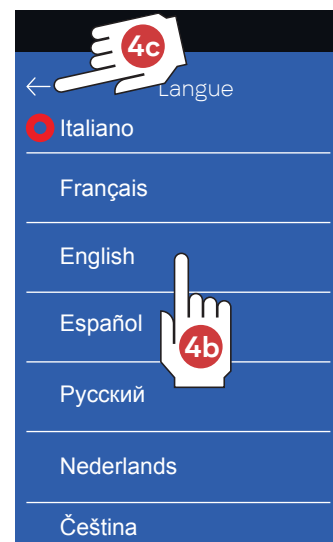 4c
Langue
Italiano
Français
English
Español
4b
Русский
Nederlands
Čeština